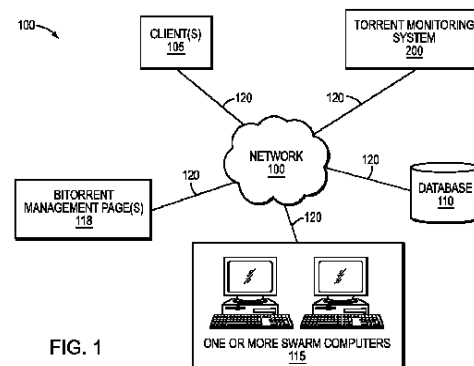 100
CLIENT(S)
105
TORRENT MONITORING
SYSTEM
200
120
120
NETWORK
100
120
120
DATABASE
110
BITORRENT
MANAGEMENT PAGE(S)
118
120
ONE OR MORE SWARM COMPUTERS
115
FIG. 1